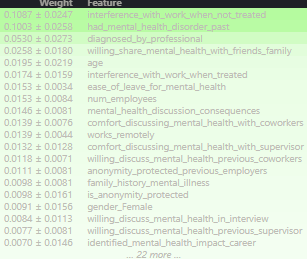 Weight Feature
0.1087 ± 0.0247 interference_with_work_when_not_treated
0.1003 ± 0.0258 had_mental_health_disorder_past
0.0530 ± 0.0273 diagnosed_by_professional
0.0258 ± 0.0180 willing_share_mental_health_with_friends_family
0.0195 ± 0.0219 age
0.0174 ± 0.0159 interference_with_work_when_treated
0.0153 ± 0.0034 ease_of_leave_for_mental_health
0.0153 ± 0.0084 num_employees
0.0146 ± 0.0081 mental_health_discussion_consequences
0.0139 ± 0.0076 comfort_discussing_mental_health_with_coworkers
0.0139 ± 0.0044 works_remotely
0.0132 ± 0.0128 comfort_discussing_mental_health_with_supervisor
0.0118 ± 0.0071 willing_discuss_mental_health_previous_coworkers
0.0111 ± 0.0081 anonymity_protected_previous_employers
0.0098 ± 0.0081 family_history_mental_illness
0.0098 ± 0.0161 is_anonymity_protected
0.0091 ± 0.0156 gender_Female
0.0084 ± 0.0113 willing_discuss_mental_health_in_interview
0.0077 ± 0.0081 willing_discuss_mental_health_previous_supervisor
0.0070 ± 0.0146 identified_mental_health_impact_career
… 22 more …